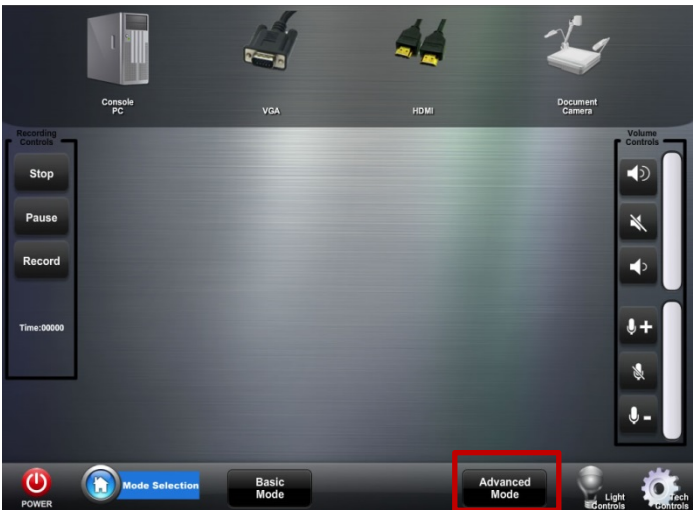 Console
PC
VGA
HDMI
Document
Camera
Recording
Controls
Stop
Pause
Record
Time:00000
Volume
Controls
POWER
Mode Selection
Basic
Mode
Advanced
Mode
Light
Controls
Tech
Controls